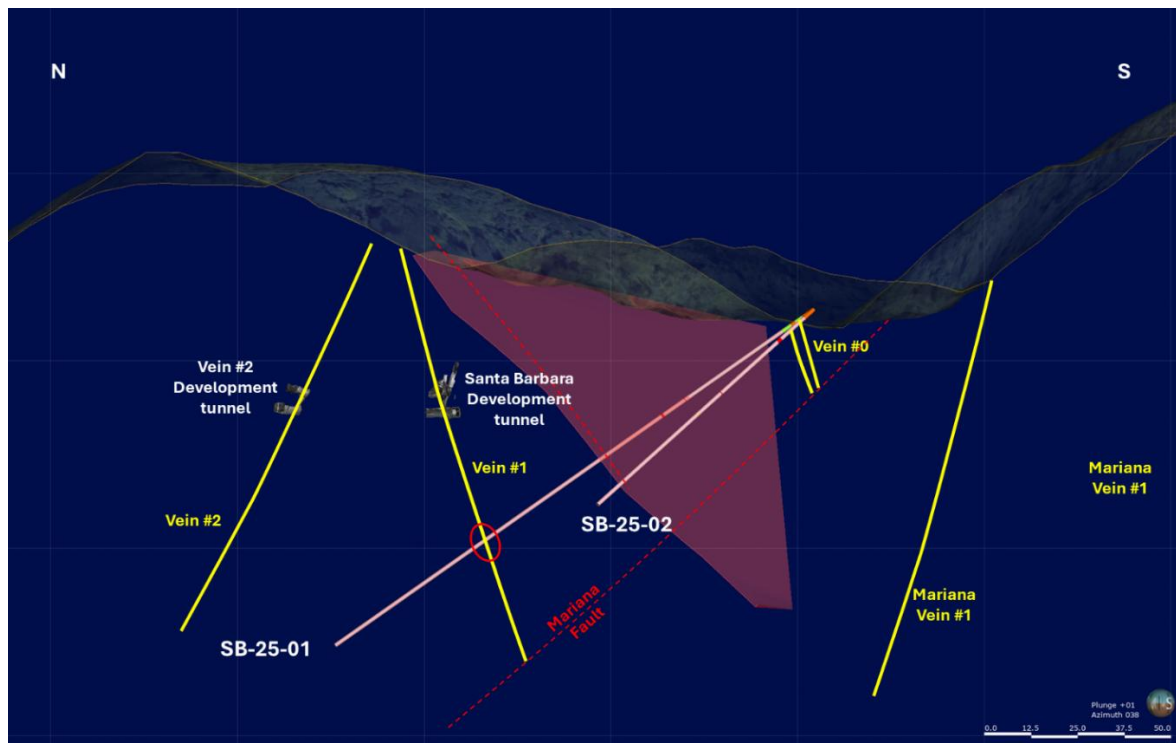 N
S
Vein #0
Vein #2
Development
tunnel
Santa Barbara
Development
tunnel
Vein #1
Mariana
Vein #1
Vein #2
SB-25-02
Mariana
Fault
Mariana
Vein #1
SB-25-01
Plunge +01
Azimuth 038
0.0
12.5
25.0
37.5
50.0